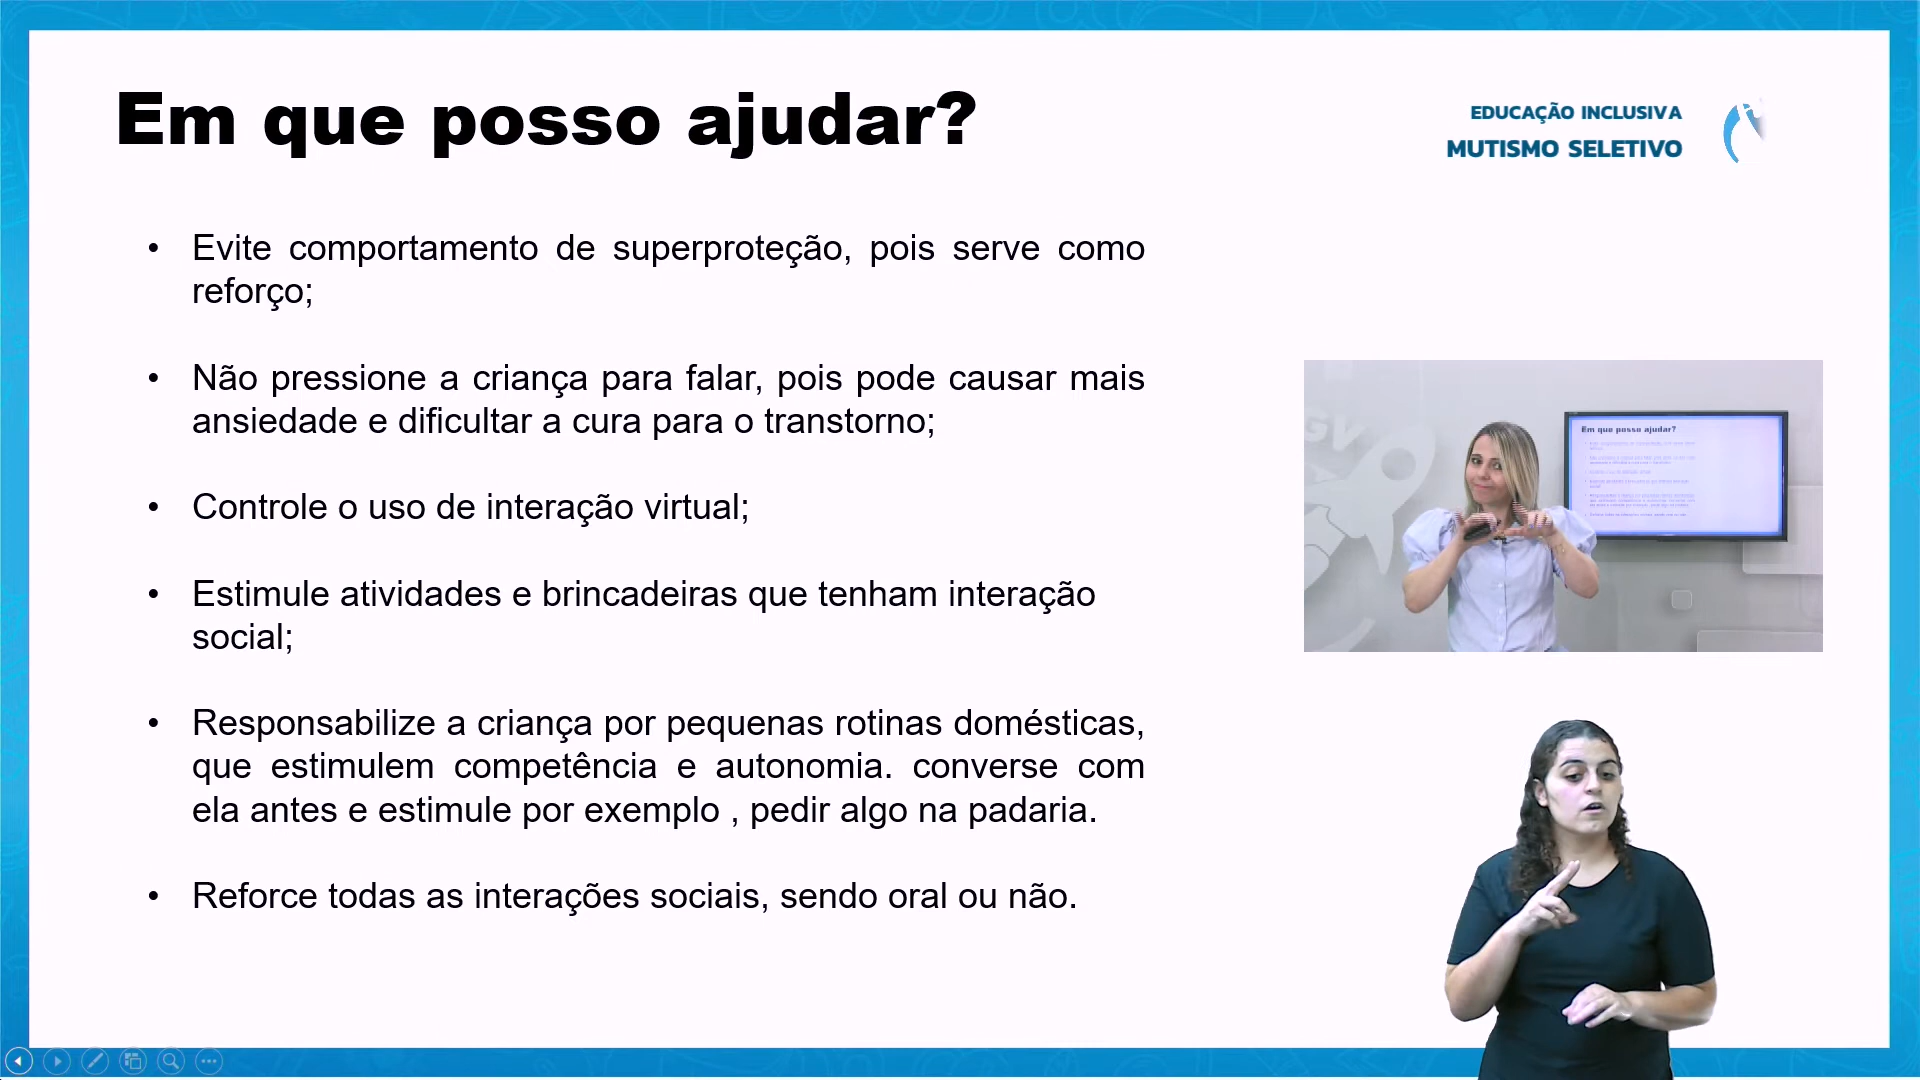 Em que posso ajudar?
EDUCAÇÃO INCLUSIVA
MUTISMO SELETIVO
• Evite comportamento de superproteção, pois serve como
reforço;
• Não pressione a criança para falar, pois pode causar mais
ansiedade e dificultar a cura para o transtorno;
• Controle o uso de interação virtual;
• Estimule atividades e brincadeiras que tenham interação
social;
• Responsabilize a criança por pequenas rotinas domésticas,
que estimulem competência e autonomia. converse com
ela antes e estimule por exemplo , pedir algo na padaria.
• Reforce todas as interações sociais, sendo oral ou não.
GV
Em que posso ajudar?